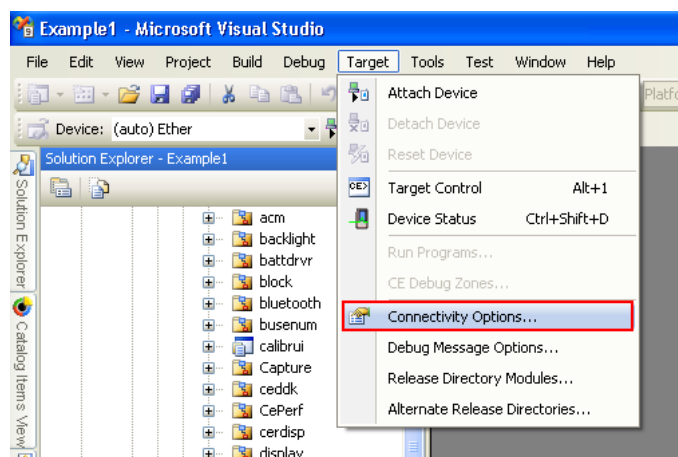 Example1 - Microsoft Visual Studio
File Edit View Project Build Debug Target Tools Test Window Help
Device: (auto) Ether
Solution Explorer - Example1
Solution Explorer
Catalog Items View
acm
backlight
battdrvr
block
bluetooth
busenum
calibrui
Capture
ceddk
CePerf
cerdisp
display
Attach Device
Detach Device
Reset Device
CE> Target Control Alt+1
Device Status Ctrl+Shift+D
Run Programs...
CE Debug Zones...
Connectivity Options...
Debug Message Options...
Release Directory Modules...
Alternate Release Directories...